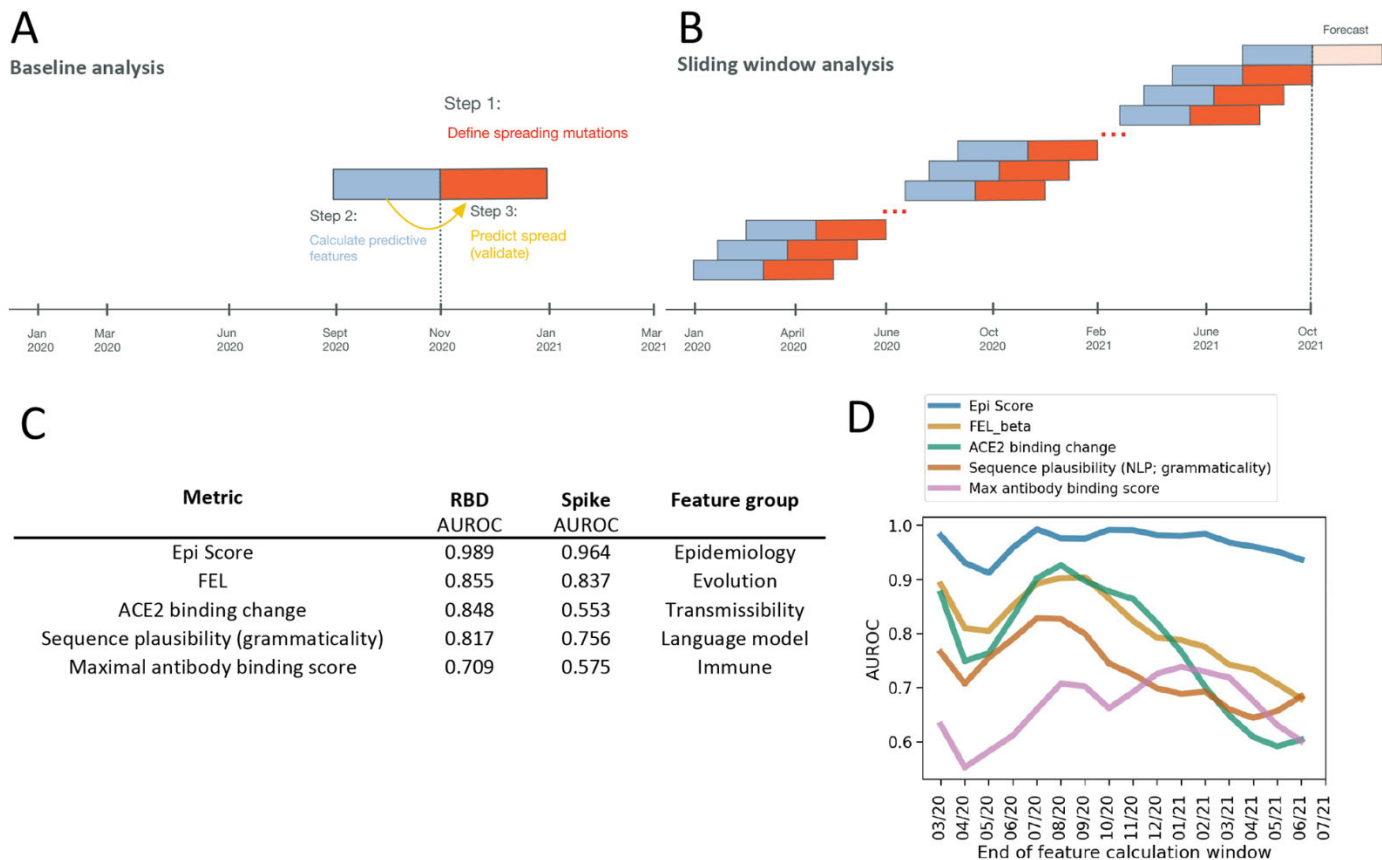 A
Baseline analysis
Step 1:
Define spreading mutations
Step 2:
Calculate predictive
features
Step 3:
Predict spread
(validate)
Jan
2020
Mar
2020
Jun
2020
Sept
2020
Nov
2020
Jan
2021
Mar
2021
B
Sliding window analysis
Forecast
Jan
2020
April
2020
June
2020
Oct
2020
Feb
2021
June
2021
Oct
2021
C
Metric RBD Spike Feature group
AUROC AUROC
Epi Score 0.989 0.964 Epidemiology
FEL 0.855 0.837 Evolution
ACE2 binding change 0.848 0.553 Transmissibility
Sequence plausibility (grammaticality) 0.817 0.756 Language model
Maximal antibody binding score 0.709 0.575 Immune
D
Epi Score
FEL_beta
ACE2 binding change
Sequence plausibility (NLP; grammaticality)
Max antibody binding score
AUROC
1.0
0.9
0.8
0.7
0.6
03/20
04/20
05/20
06/20
07/20
08/20
09/20
10/20
11/20
12/20
01/21
02/21
03/21
04/21
05/21
06/21
07/21
End of feature calculation window